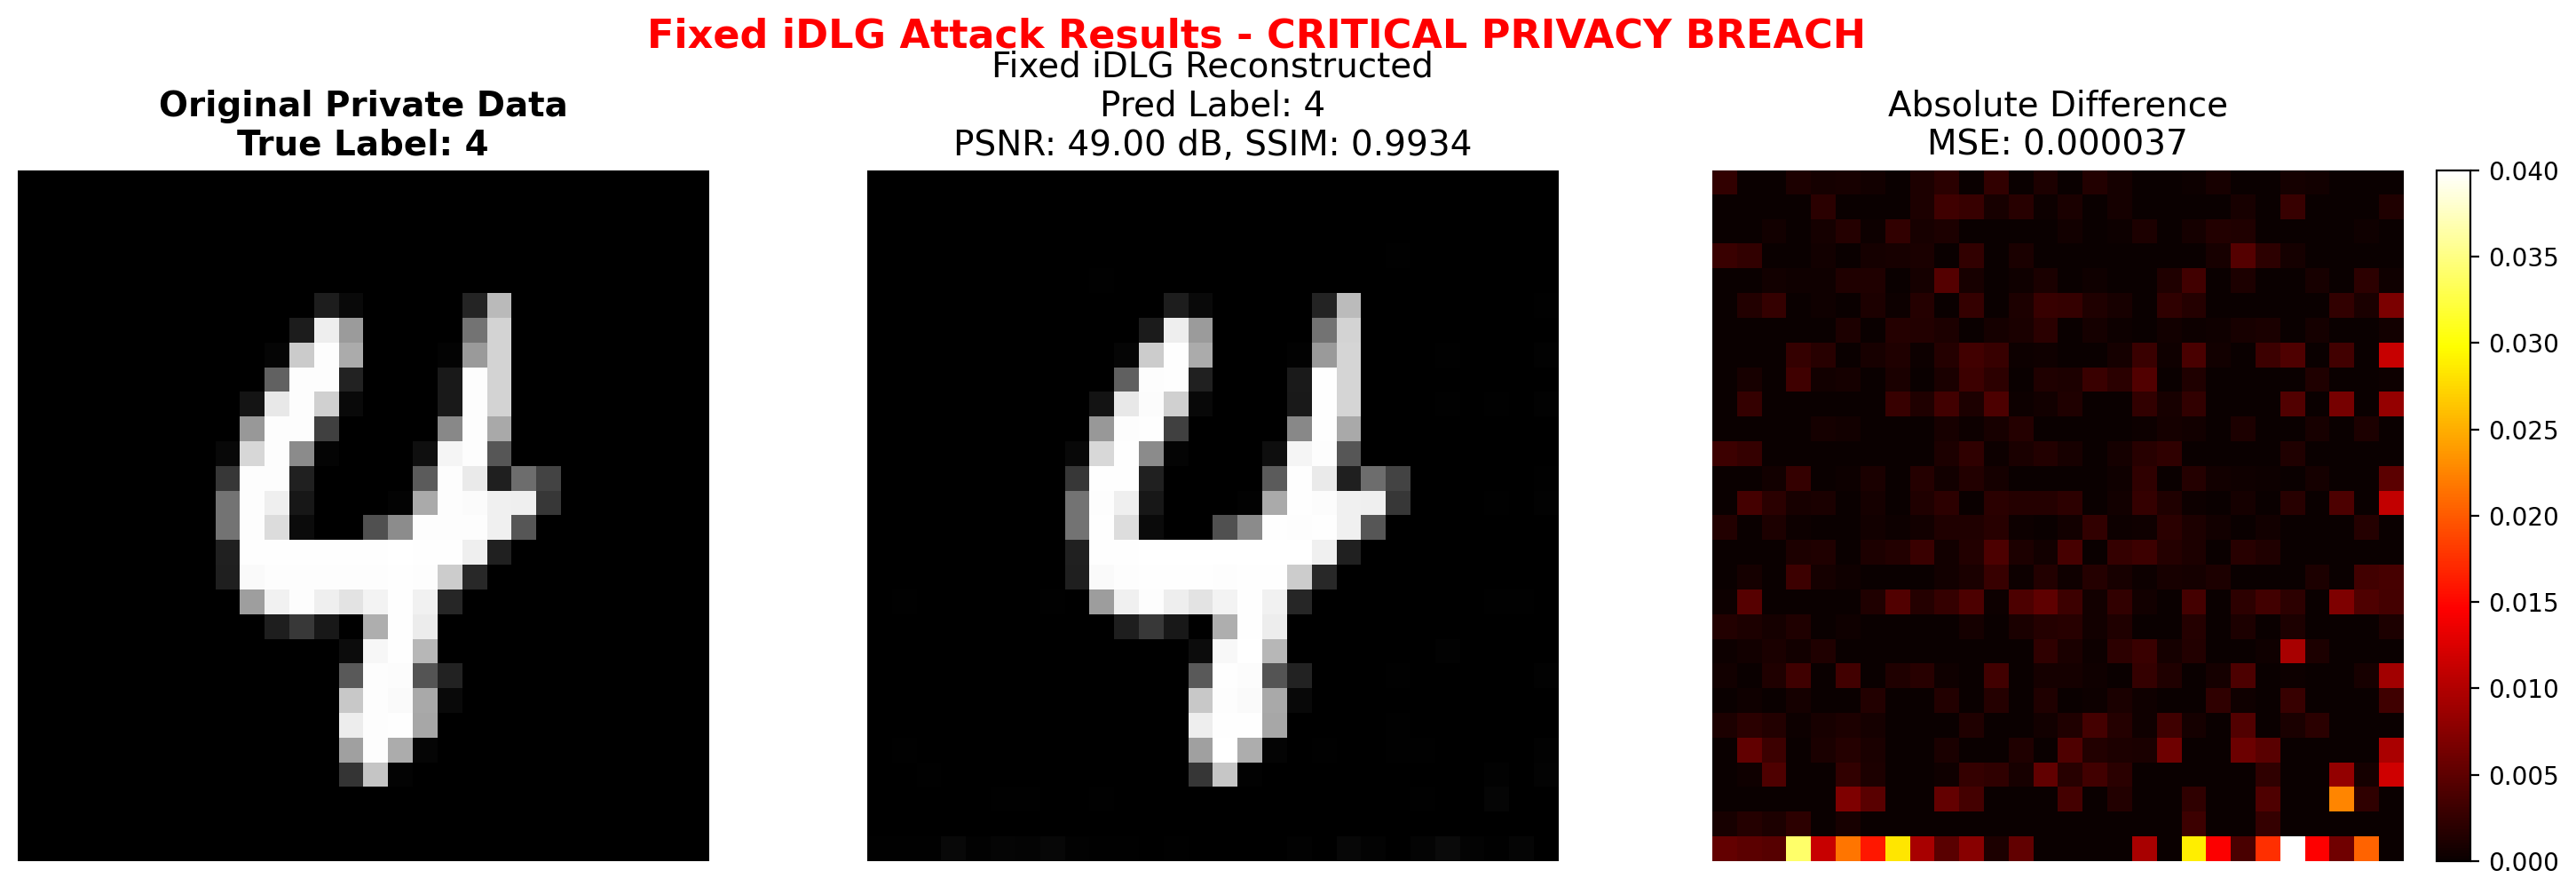 Fixed iDLG Attack Results - CRITICAL PRIVACY BREACH
Original Private Data
True Label: 4
Fixed iDLG Reconstructed
Pred Label: 4
PSNR: 49.00 dB, SSIM: 0.9934
Absolute Difference
MSE: 0.000037
4
4
0.040
0.035
0.030
0.025
0.020
0.015
0.010
0.005
0.000